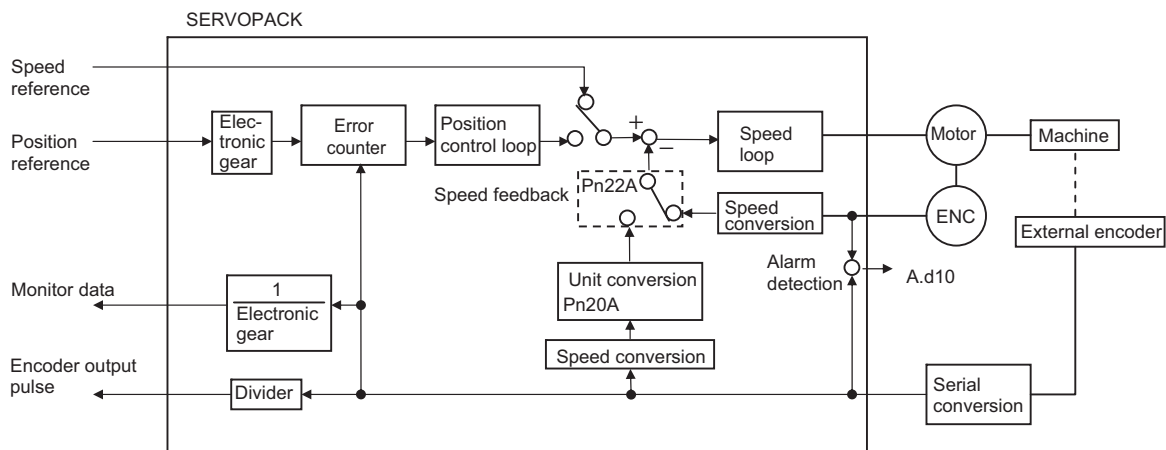 SERVOPACK
Speed
reference
Position
reference
Elec-
tronic
gear
Error
counter
Position
control loop
+
−
Speed
loop
Motor
Machine
Speed feedback
Pn22A
Speed
conversion
ENC
External encoder
Alarm
detection
A.d10
Unit conversion
Pn20A
Monitor data
1
Electronic
gear
Speed conversion
Encoder output
pulse
Divider
Serial
conversion